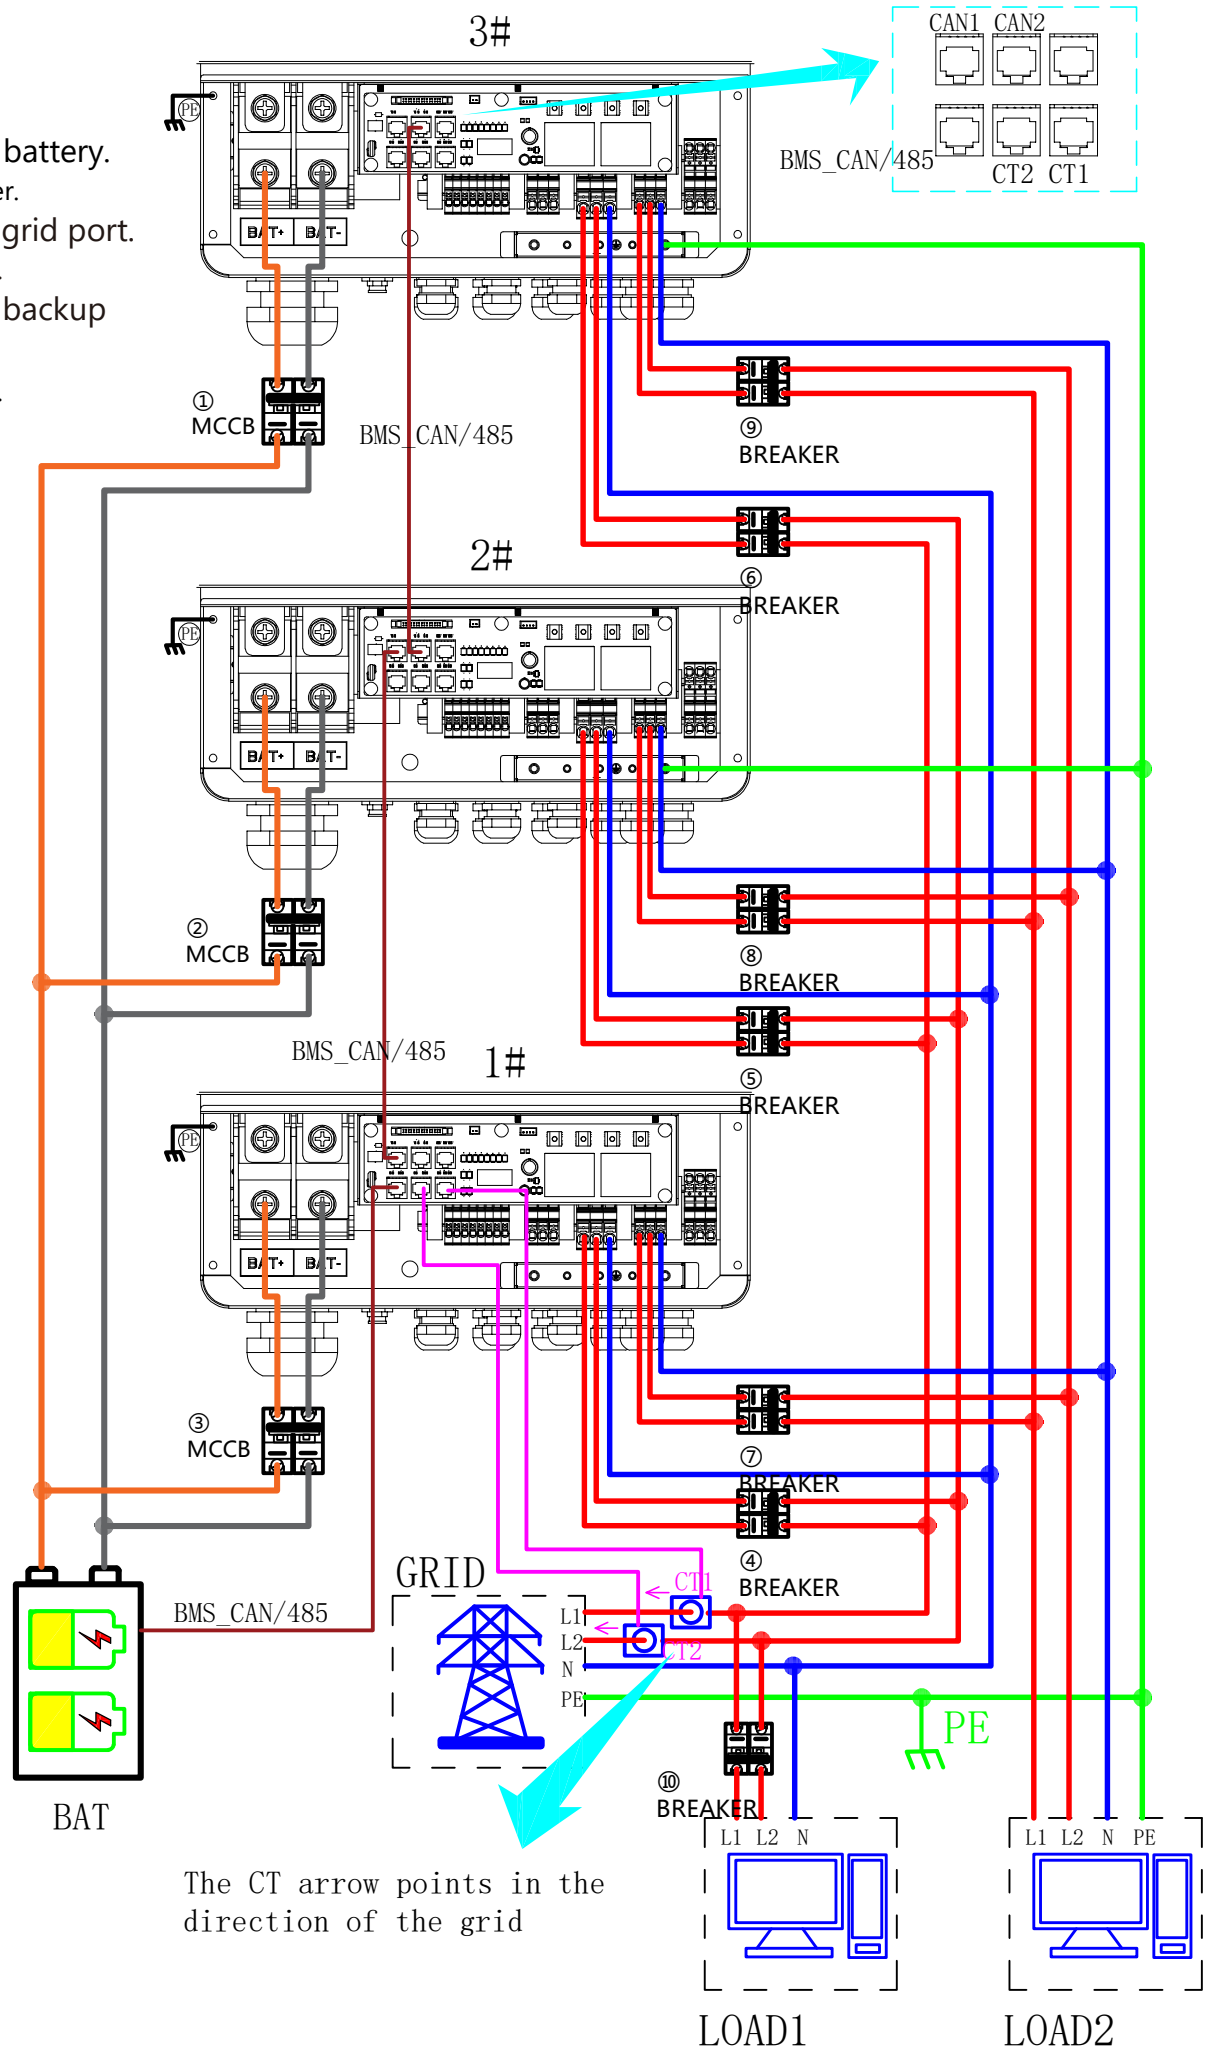 3#
CAN1 CAN2
BMS_CAN/485
CT2 CT1
battery.
er.
grid port.
.
backup
.
PE
BAT+ BAT-
①
MCCB
BMS_CAN/485
⑨
BREAKER
2#
⑥
BREAKER
PE
BAT+ BAT-
②
MCCB
⑧
BREAKER
BMS_CAN/485
1#
⑤
BREAKER
PE
BAT+ BAT-
③
MCCB
⑦
BREAKER
④
BREAKER
GRID
CT1
L1
L2
CT2
N
PE
BMS_CAN/485
PE
⑩
BREAKER
BAT
L1 L2 N
L1 L2 N PE
The CT arrow points in the
direction of the grid
LOAD1
LOAD2